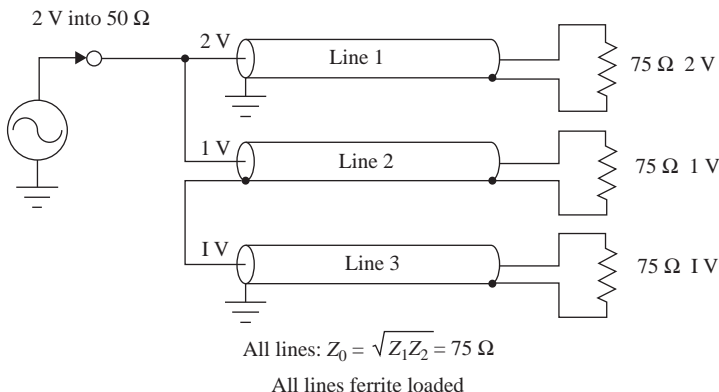 2 V into 50 Ω
2 V
Line 1
75 Ω 2 V
1 V
Line 2
75 Ω 1 V
I V
Line 3
75 Ω I V
All lines: Z₀ = √Z₁Z₂ = 75 Ω
All lines ferrite loaded